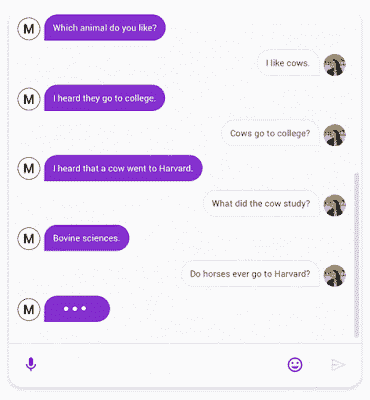 M Which animal do you like?
I like cows.
M I heard they go to college.
Cows go to college?
M I heard that a cow went to Harvard.
What did the cow study?
M Bovine sciences.
Do horses ever go to Harvard?
M